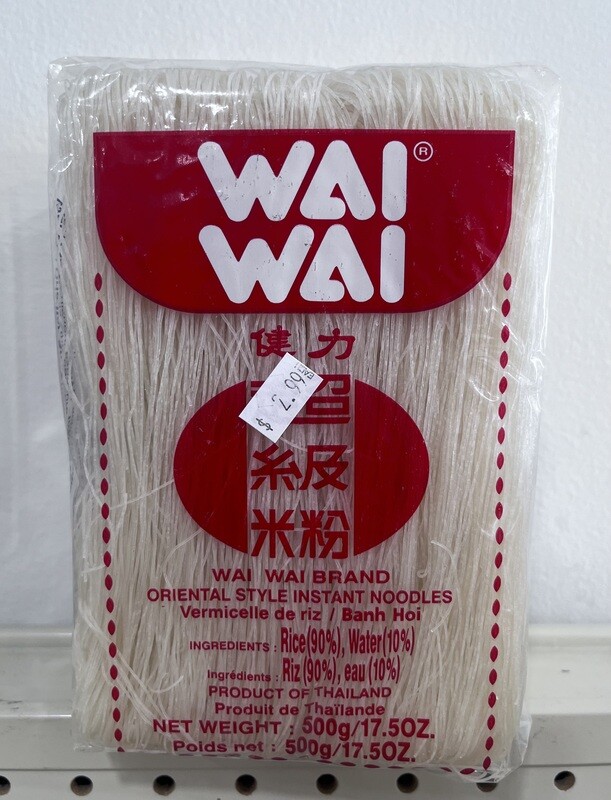 WAI®
WAI
健力
$ 7.99
級
米粉
WAI WAI BRAND
ORIENTAL STYLE INSTANT NOODLES
Vermicelle de riz / Banh Hoi
INGREDIENTS : Rice(90%), Water(10%)
Ingrédients : Riz (90%), eau (10%)
PRODUCT OF THAILAND
Produit de Thaïlande
NET WEIGHT : 500g/17.5OZ.
Poids net : 500g/17.5OZ.